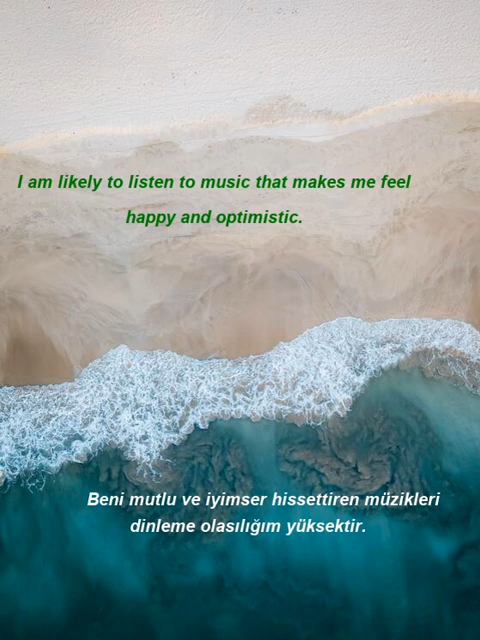 I am likely to listen to music that makes me feel
happy and optimistic.
Beni mutlu ve iyimser hissettiren müzikleri
dinleme olasılığım yüksektir.